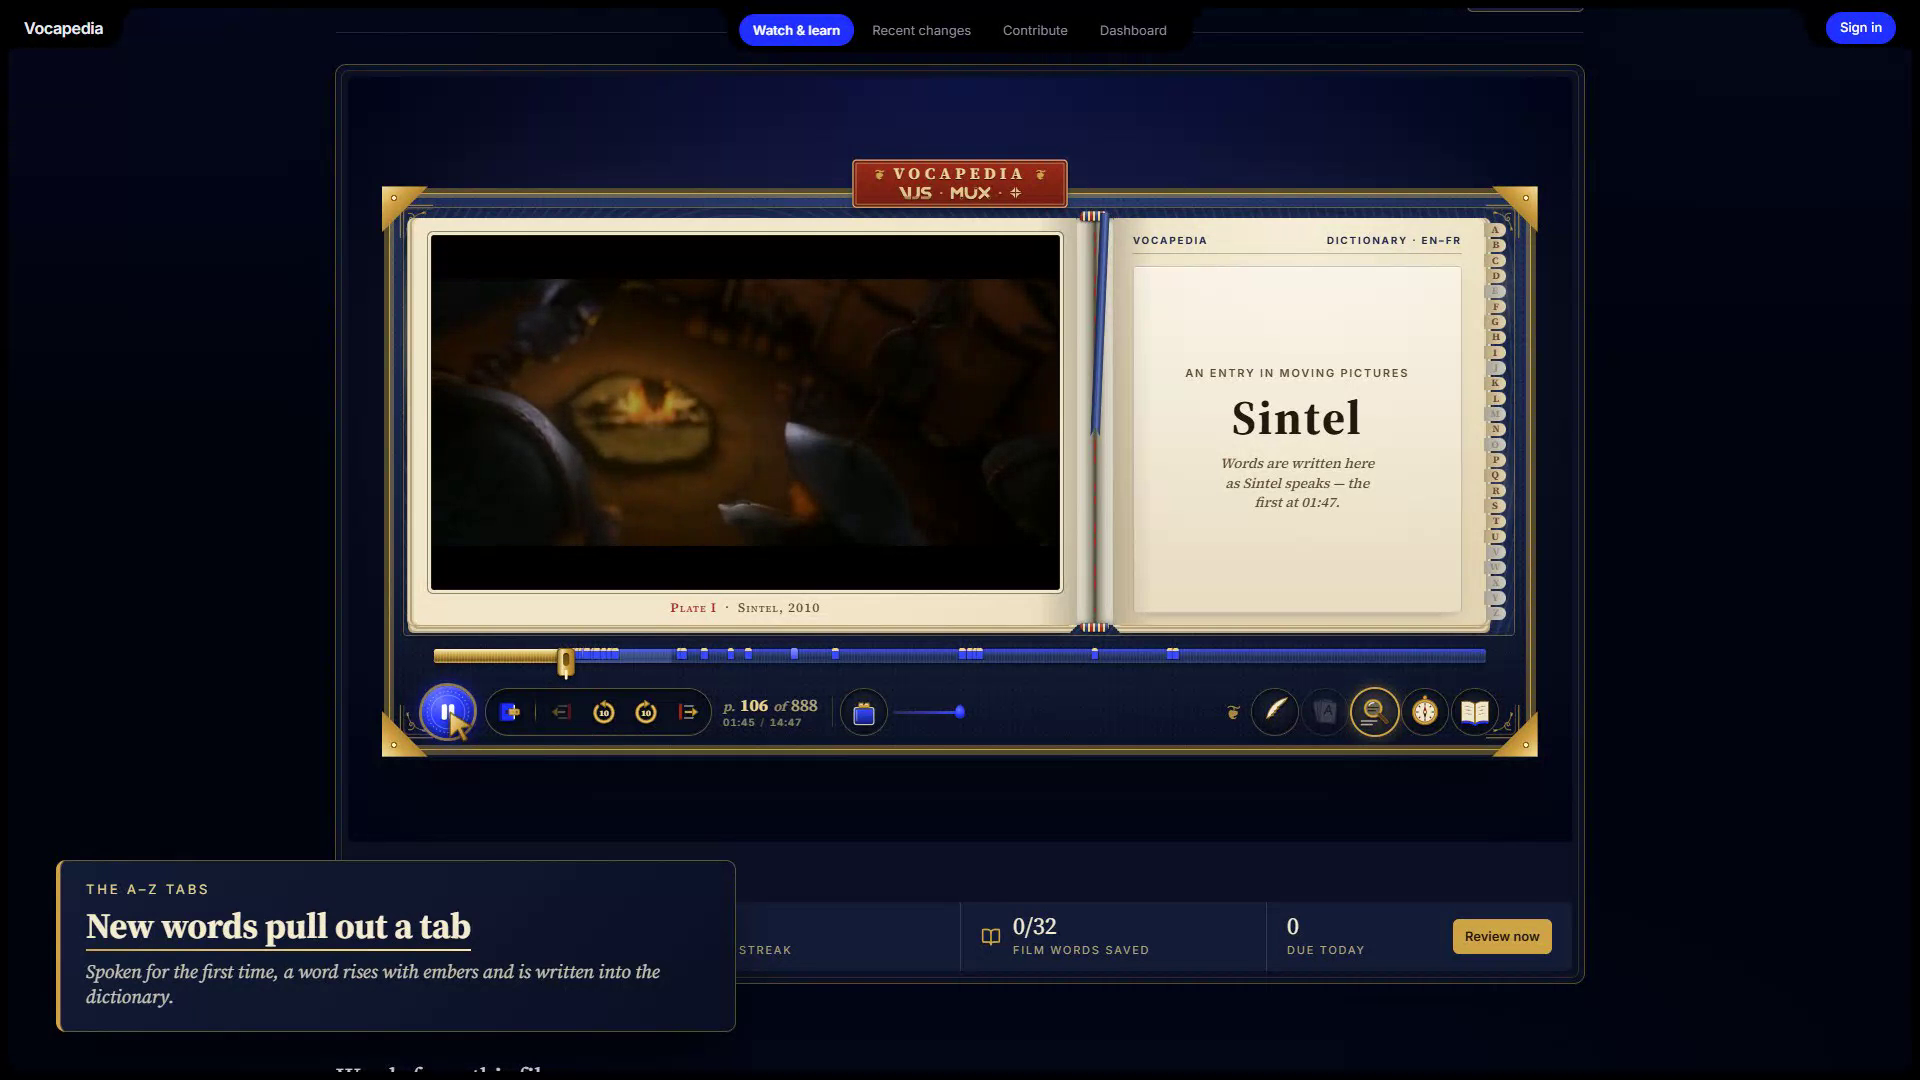 Vocapedia
Watch & learn
Recent changes
Contribute
Dashboard
Sign in
VOCAPEDIA
VJS · MUX ·
VOCAPEDIA
DICTIONARY · EN–FR
AN ENTRY IN MOVING PICTURES
Sintel
Words are written here
as Sintel speaks — the
first at 01:47.
A
B
C
D
E
F
G
H
I
J
K
L
M
N
O
P
Q
R
S
T
U
V
W
X
Y
Z
Plate I · Sintel, 2010
10
10
p. 106 of 888
01:45 / 14:47
A
THE A–Z TABS
New words pull out a tab
Spoken for the first time, a word rises with embers and is written into the
dictionary.
STREAK
0/32
FILM WORDS SAVED
0
DUE TODAY
Review now